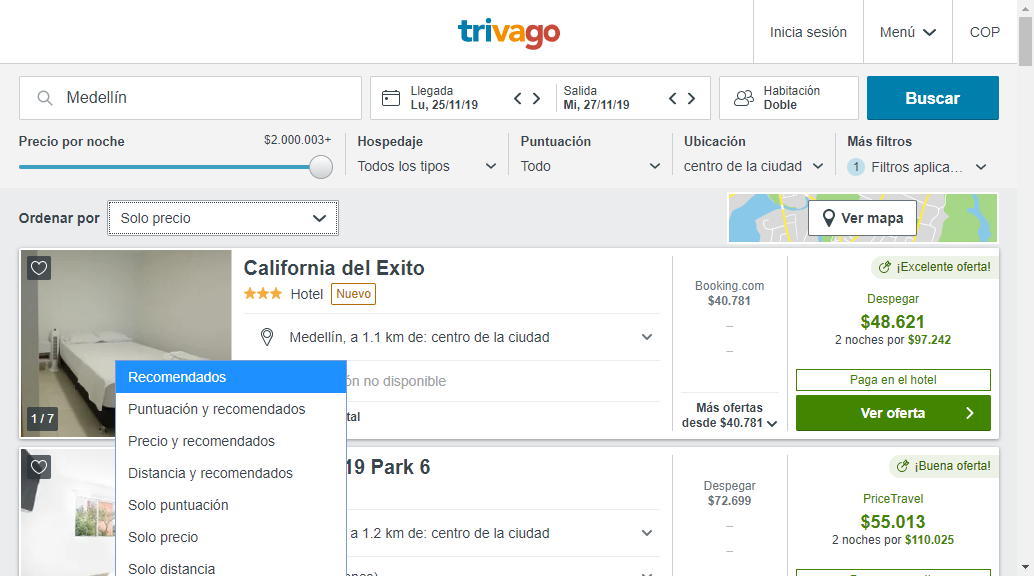 trivago
Inicia sesión
Menú
COP
Medellín
Llegada
Lu, 25/11/19
Salida
Mi, 27/11/19
Habitación
Doble
Buscar
Precio por noche
$2.000.003+
Hospedaje
Todos los tipos
Puntuación
Todo
Ubicación
centro de la ciudad
Más filtros
1 Filtros aplica...
Ordenar por
Solo precio
Ver mapa
California del Exito
Hotel Nuevo
Medellín, a 1.1 km de: centro de la ciudad
ón no disponible
tal
1 / 7
Booking.com
$40.781
–
–
Más ofertas
desde $40.781
¡Excelente oferta!
Despegar
$48.621
2 noches por $97.242
Paga en el hotel
Ver oferta
Recomendados
Puntuación y recomendados
Precio y recomendados
Distancia y recomendados
Solo puntuación
Solo precio
Solo distancia
19 Park 6
a 1.2 km de: centro de la ciudad
Despegar
$72.699
–
–
¡Buena oferta!
PriceTravel
$55.013
2 noches por $110.025